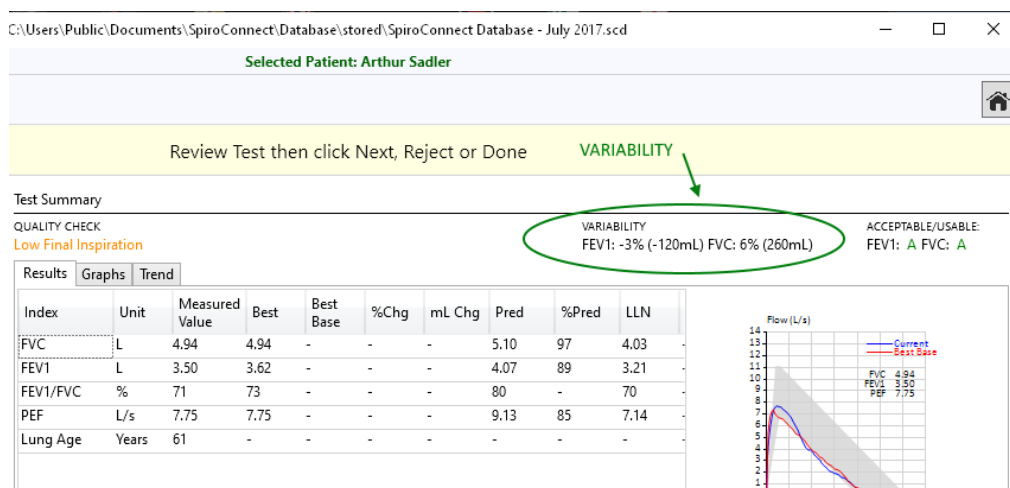 C:\Users\Public\Documents\SpiroConnect\Database\stored\SpiroConnect Database - July 2017.scd
Selected Patient: Arthur Sadler
Review Test then click Next, Reject or Done
VARIABILITY
Test Summary
QUALITY CHECK
Low Final Inspiration
VARIABILITY
FEV1: -3% (-120mL) FVC: 6% (260mL)
ACCEPTABLE/USABLE:
FEV1: A FVC: A
Results Graphs Trend
Index Unit Measured Value Best Best Base %Chg mL Chg Pred %Pred LLN
FVC L 4.94 4.94 - - - 5.10 97 4.03 -
FEV1 L 3.50 3.62 - - - 4.07 89 3.21 -
FEV1/FVC % 71 73 - - - 80 - 70 -
PEF L/s 7.75 7.75 - - - 9.13 85 7.14 -
Lung Age Years 61 - - - - - - - -
Flow (L/s)
14
13
12
11
10
9
8
7
6
5
4
3
2
1
Current
Best Base
FVC 4.94
FEV1 3.50
PEF 7.75